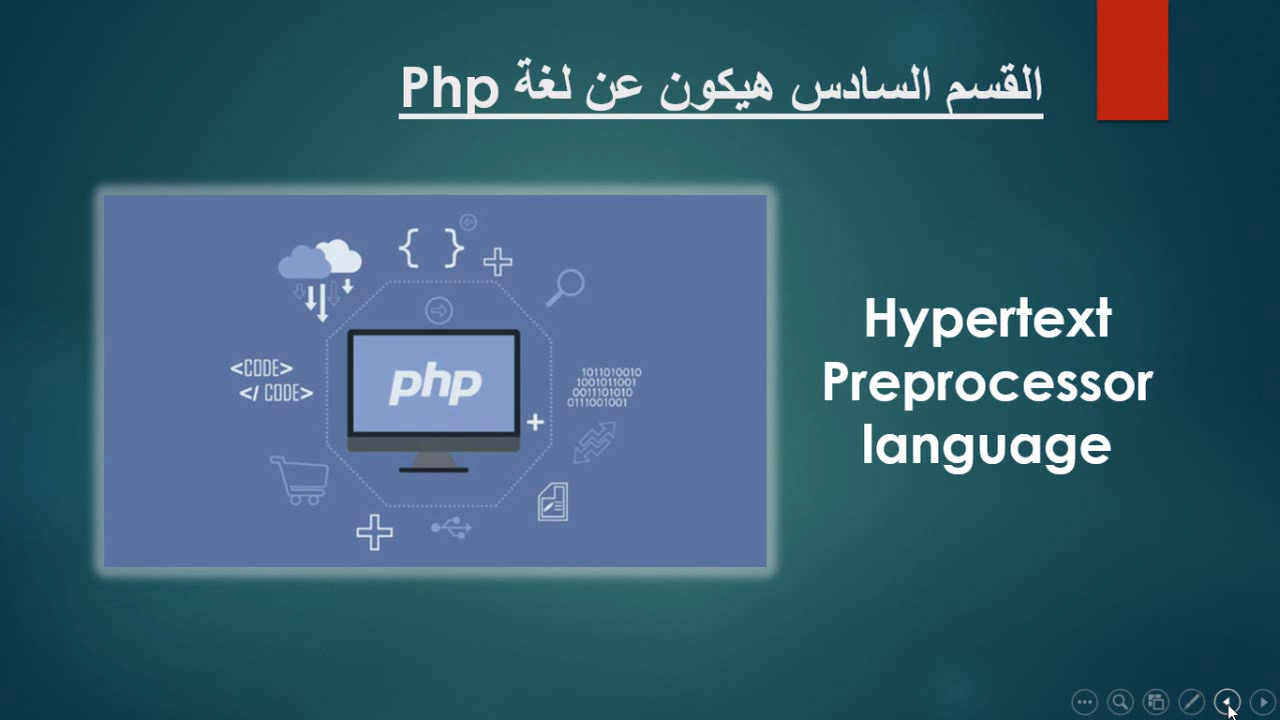 القسم السادس هيكون عن لغة Php
{ }
<CODE>
</ CODE>
php
1011010010
1001011001
0011101010
0111001001
Hypertext
Preprocessor
language